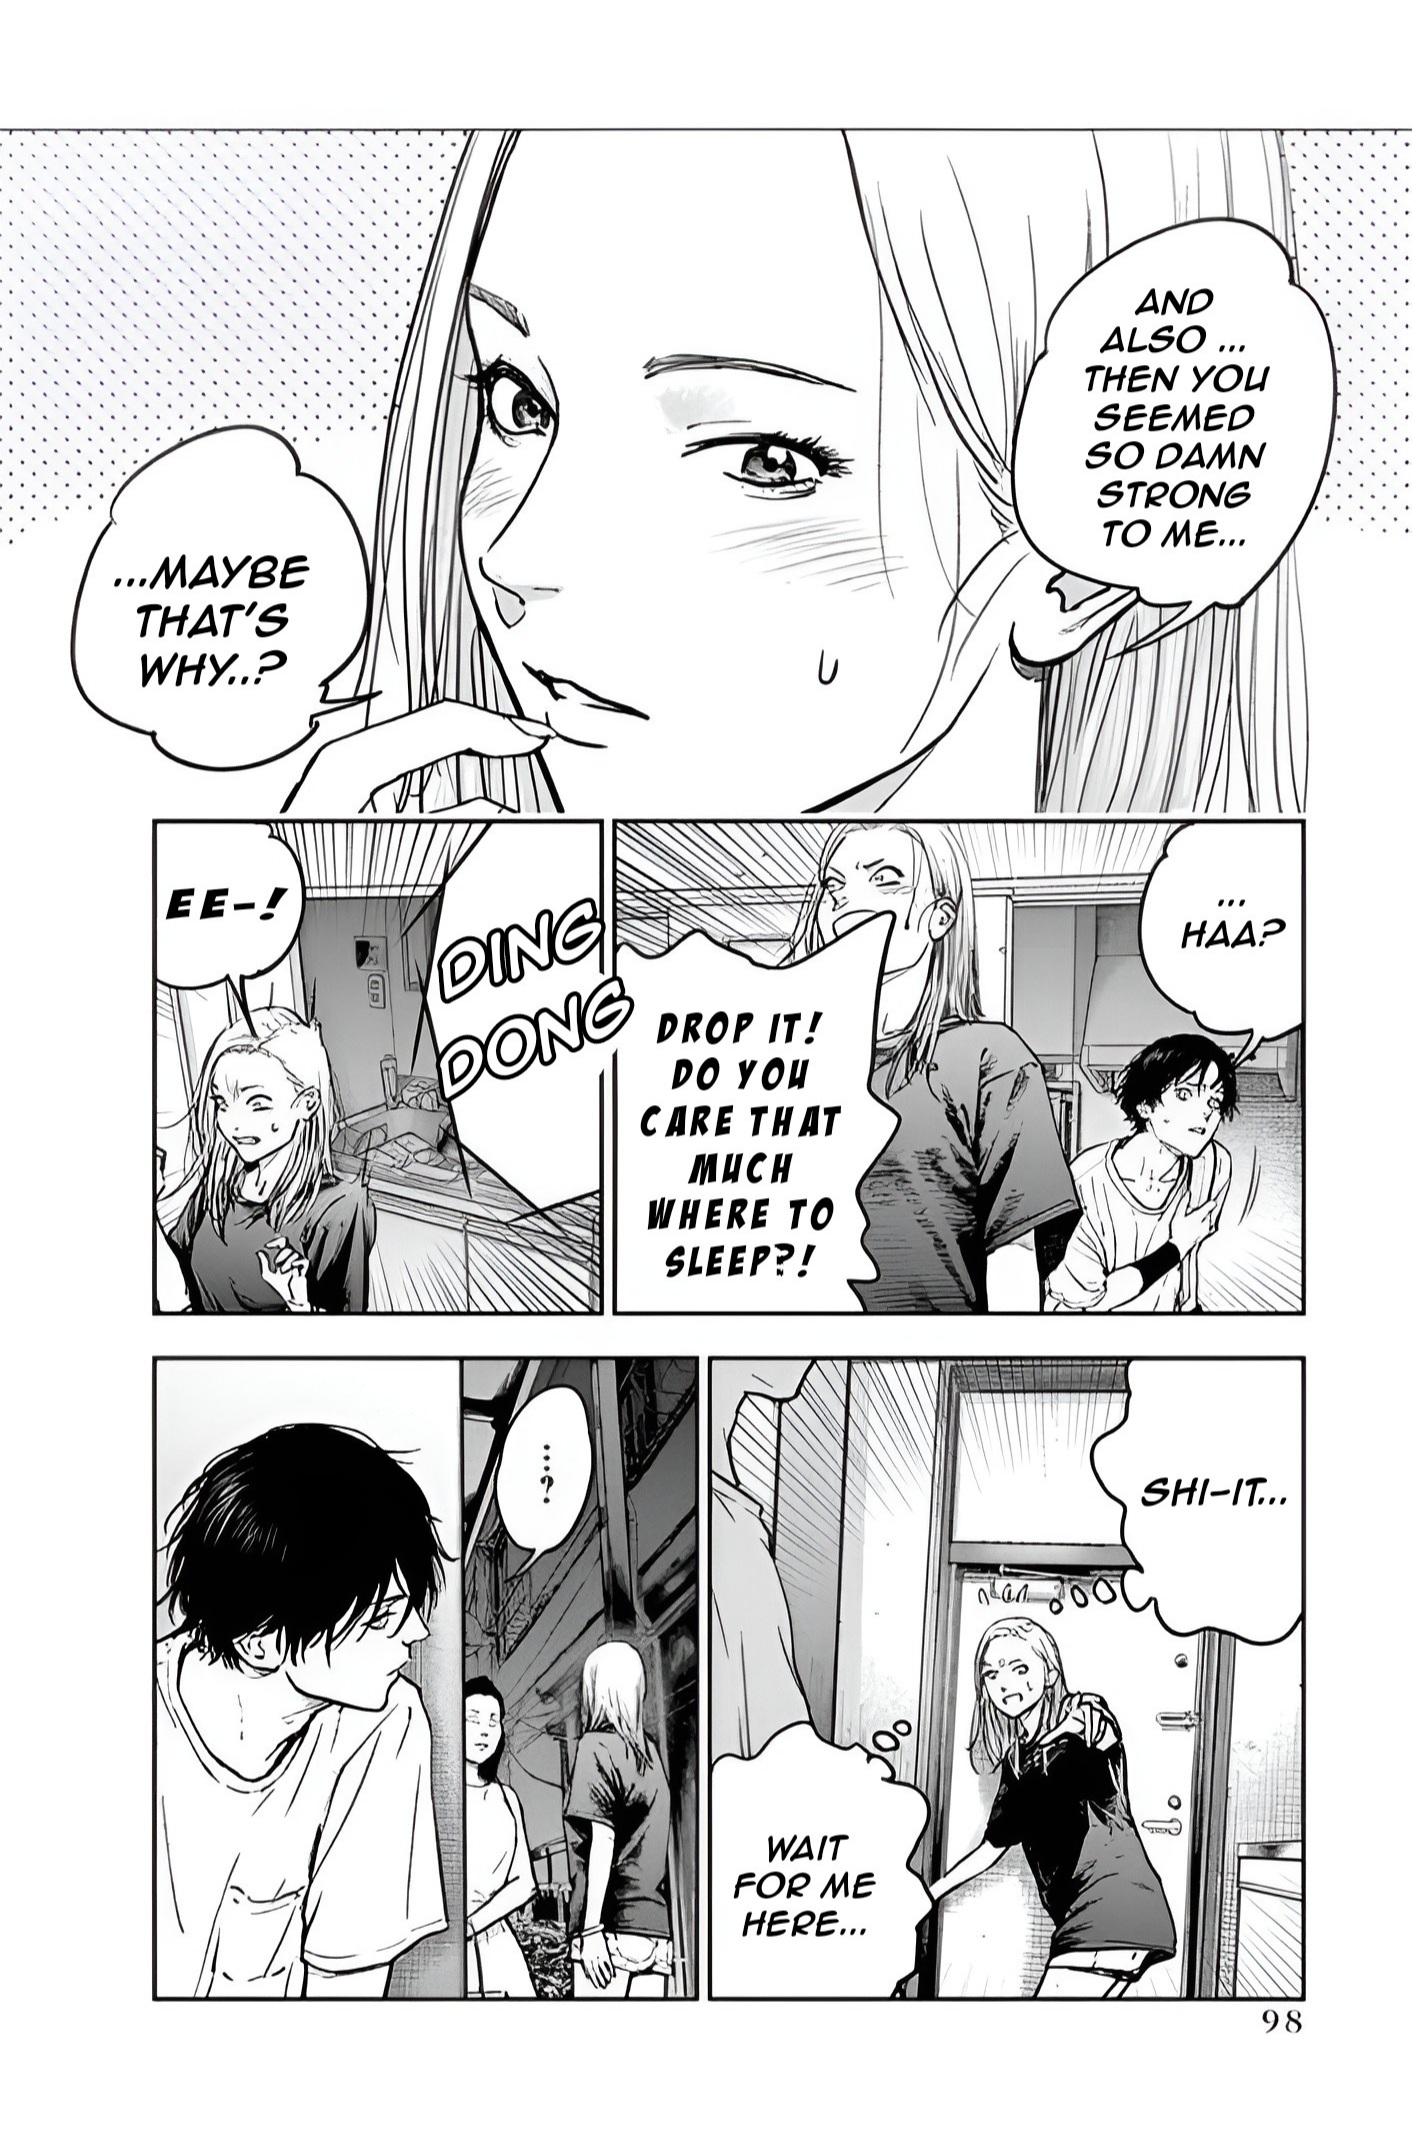 AND
ALSO ...
THEN YOU
SEEMED
SO DAMN
STRONG
TO ME...
...MAYBE
THAT'S
WHY..?
...
HAA?
DROP IT!
DO YOU
CARE THAT
MUCH
WHERE TO
SLEEP?!
DING
DONG
EE-!
SHI-IT...
WAIT
FOR ME
HERE...
...?
98